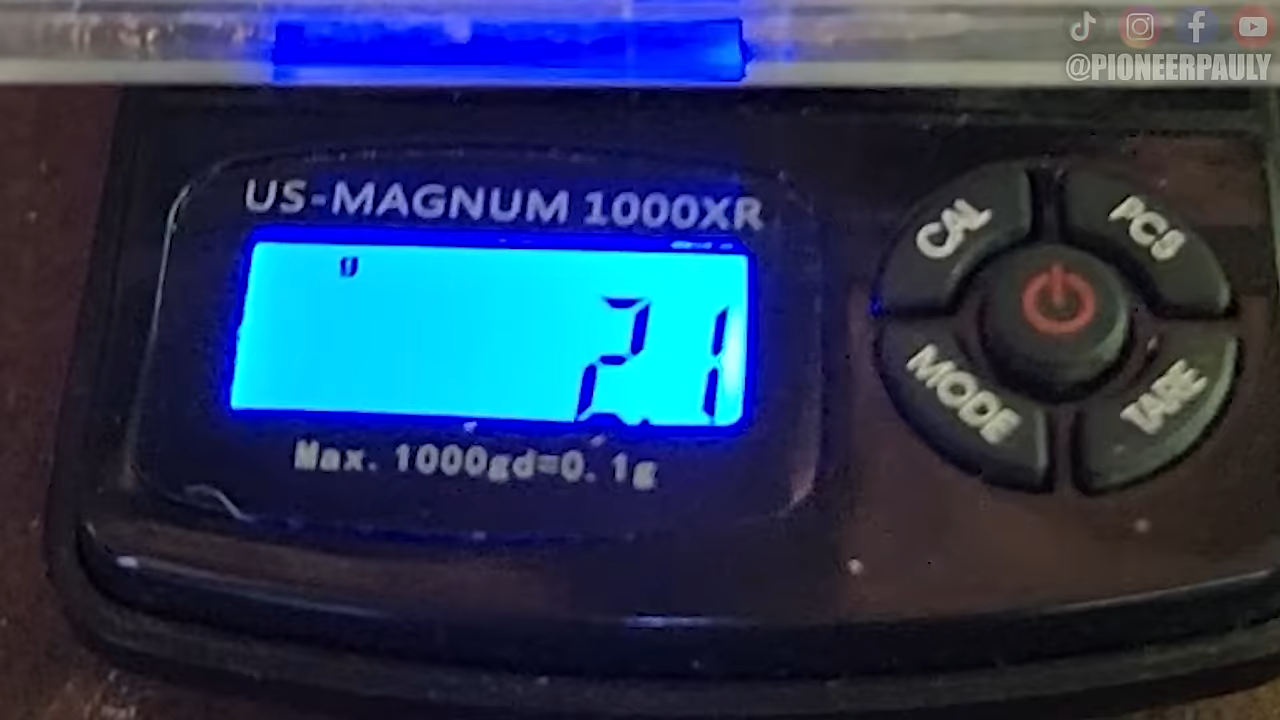 @PIONEERPAULY
US-MAGNUM 1000XR
g
2.1
Max. 1000gd=0.1g
CAL
PCS
MODE
TARE